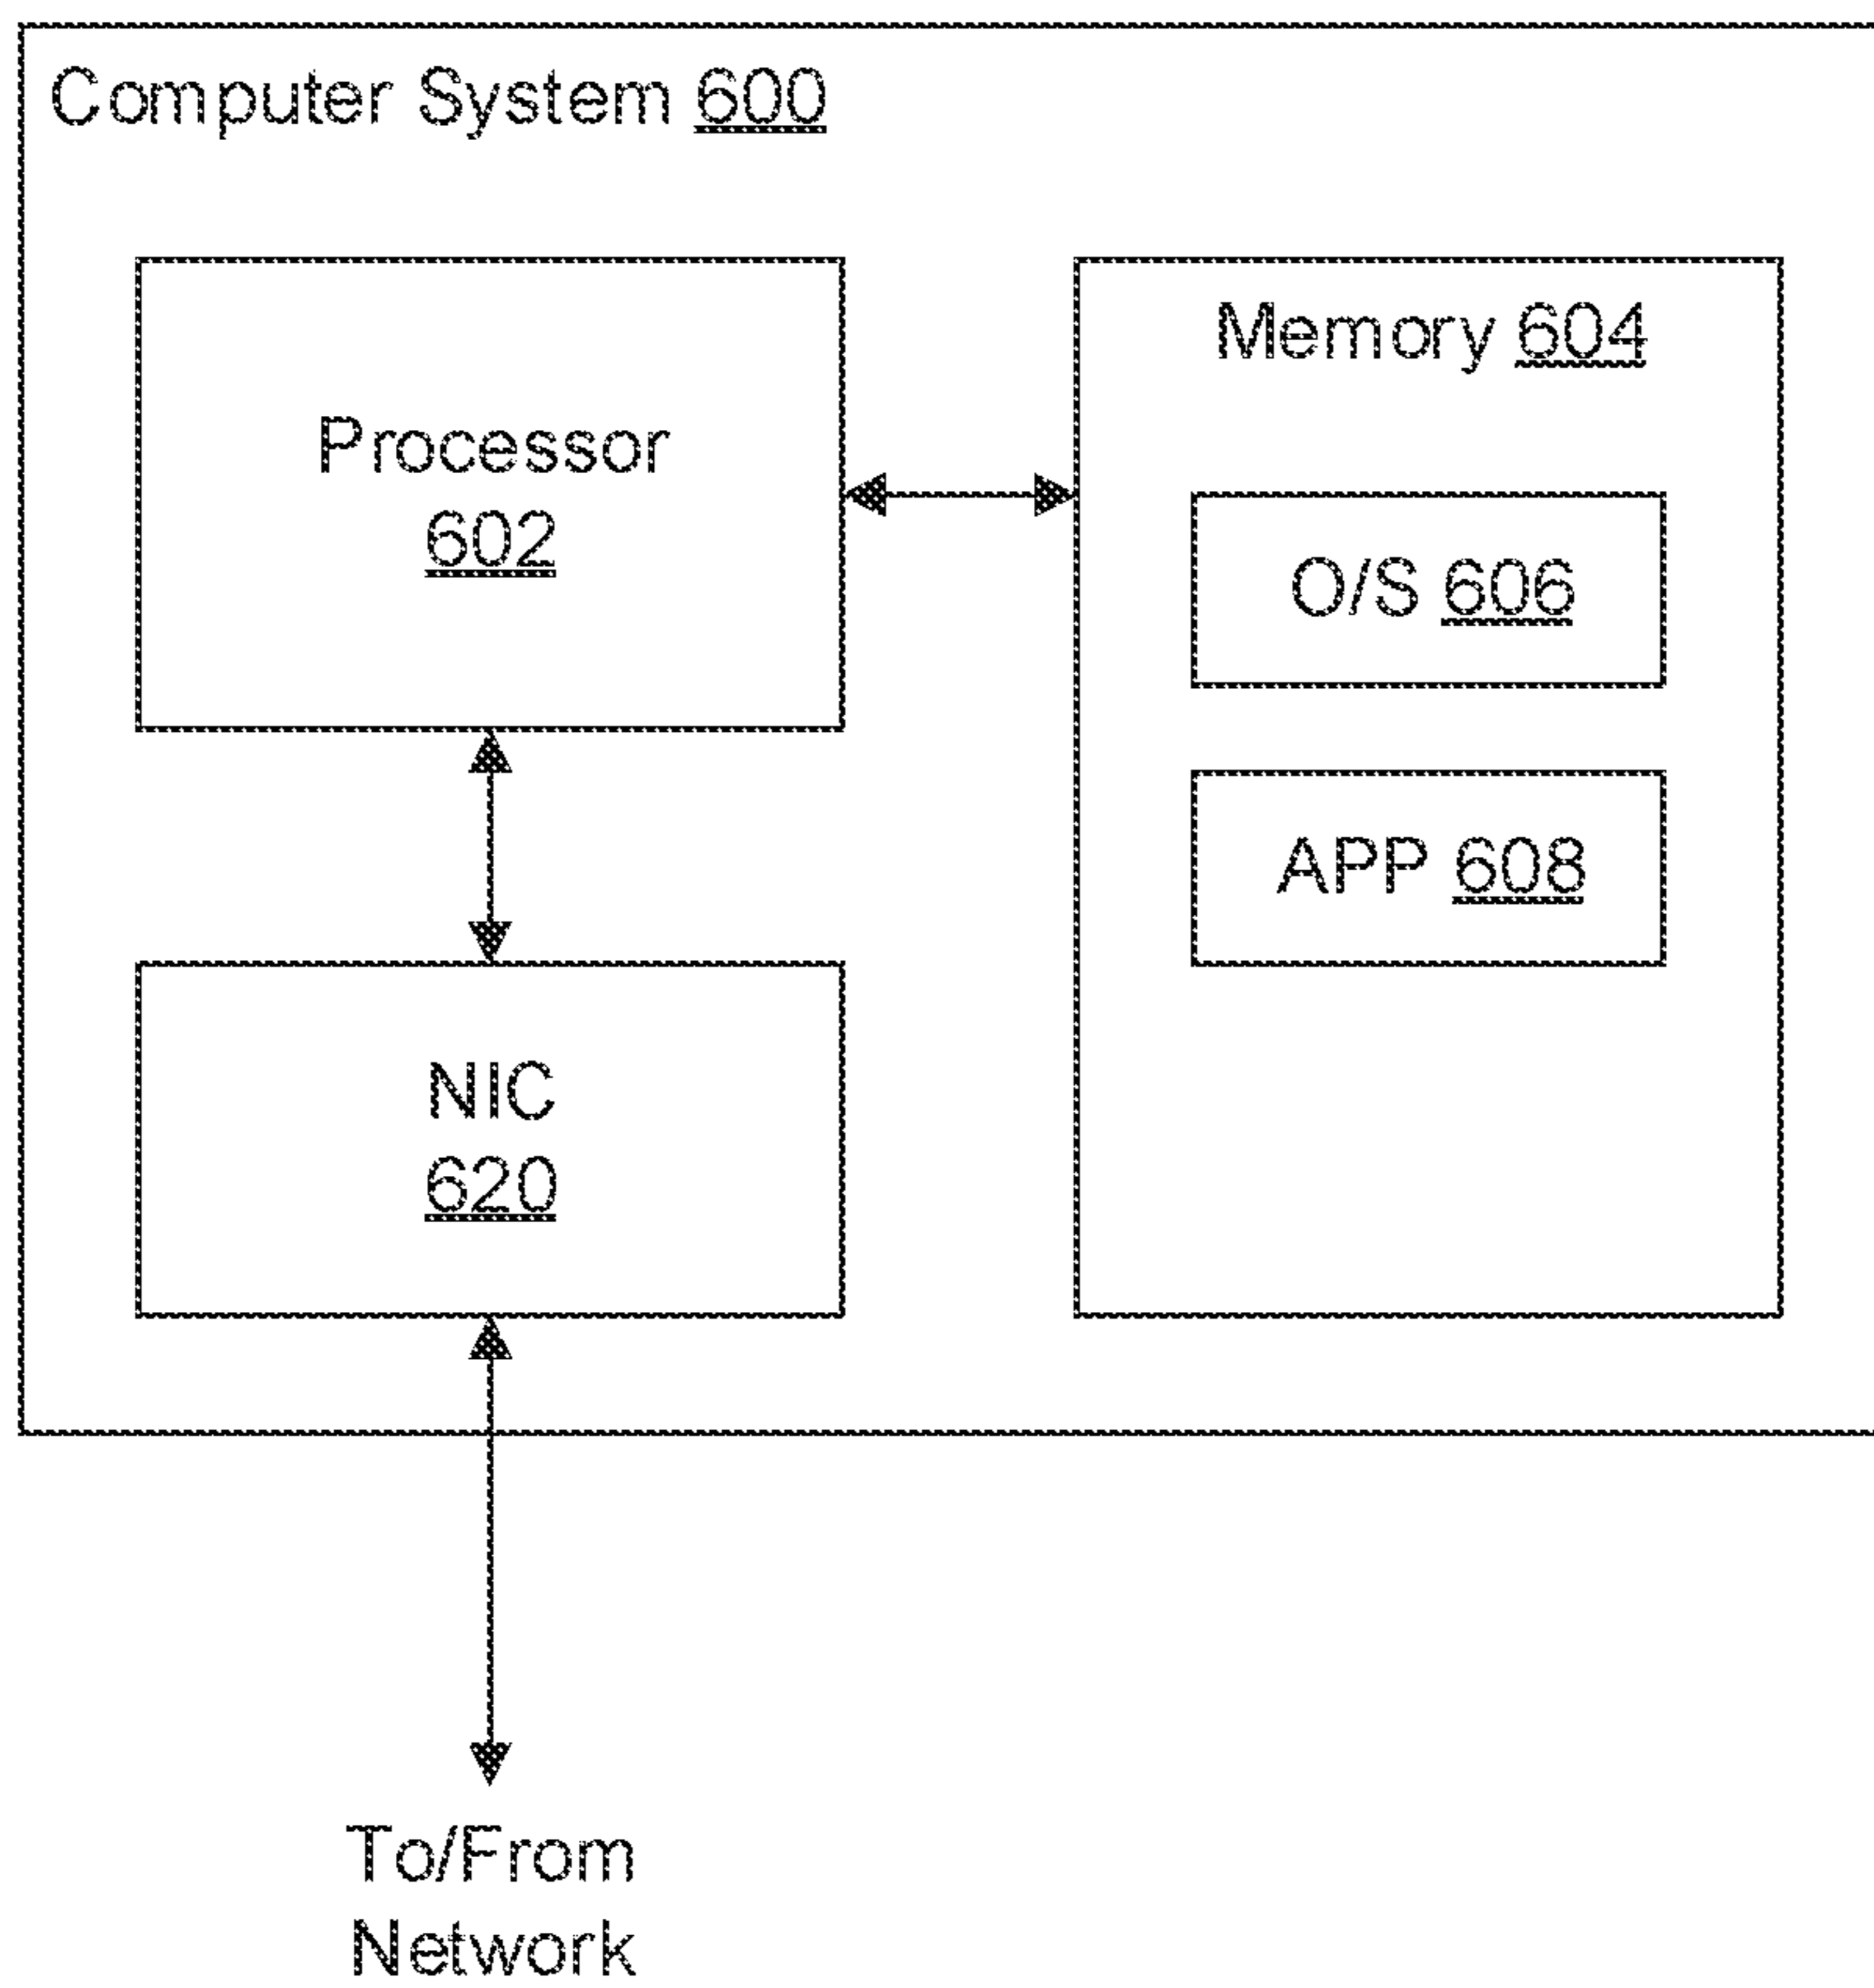 Computer System 600
Processor
602
Memory 604
O/S 606
APP 608
NIC
620
To/From
Network